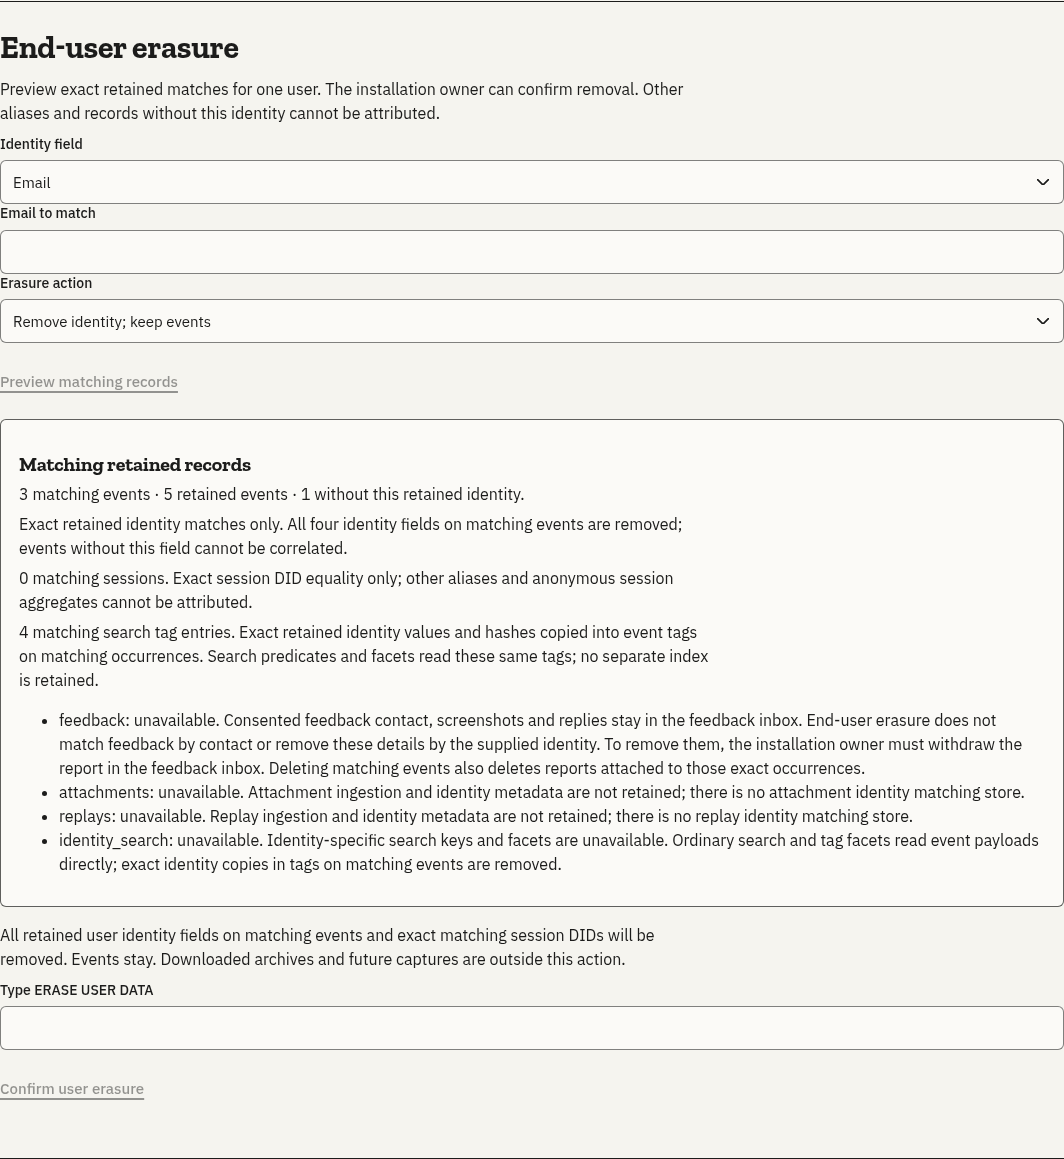 End-user erasure
Preview exact retained matches for one user. The installation owner can confirm removal. Other
aliases and records without this identity cannot be attributed.
Identity field
Email
Email to match
Erasure action
Remove identity; keep events
Preview matching records
Matching retained records
3 matching events · 5 retained events · 1 without this retained identity.
Exact retained identity matches only. All four identity fields on matching events are removed;
events without this field cannot be correlated.
0 matching sessions. Exact session DID equality only; other aliases and anonymous session
aggregates cannot be attributed.
4 matching search tag entries. Exact retained identity values and hashes copied into event tags
on matching occurrences. Search predicates and facets read these same tags; no separate index
is retained.
• feedback: unavailable. Consented feedback contact, screenshots and replies stay in the feedback inbox. End-user erasure does not
match feedback by contact or remove these details by the supplied identity. To remove them, the installation owner must withdraw the
report in the feedback inbox. Deleting matching events also deletes reports attached to those exact occurrences.
• attachments: unavailable. Attachment ingestion and identity metadata are not retained; there is no attachment identity matching store.
• replays: unavailable. Replay ingestion and identity metadata are not retained; there is no replay identity matching store.
• identity_search: unavailable. Identity-specific search keys and facets are unavailable. Ordinary search and tag facets read event payloads
directly; exact identity copies in tags on matching events are removed.
All retained user identity fields on matching events and exact matching session DIDs will be
removed. Events stay. Downloaded archives and future captures are outside this action.
Type ERASE USER DATA
Confirm user erasure